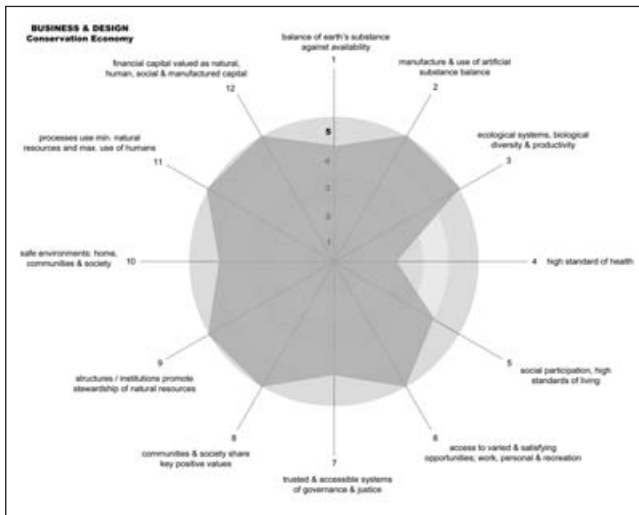 BUSINESS & DESIGN
Conservation Economy
balance of earth's substance
against availability
1
manufacture & use of artificial
substance balance
2
ecological systems, biological
diversity & productivity
3
4 high standard of health
5
social participation, high
standards of living
6
access to varied & satisfying
opportunities; work, personal & recreation
7
trusted & accessible systems
of governance & justice
8
communities & society share
key positive values
9
structures / institutions promote
stewardship of natural resources
safe environments: home,
communities & society
10
processes use min. natural
resources and max. use of humans
11
financial capital valued as natural,
human, social & manufactured capital
12
5
4
3
2
1